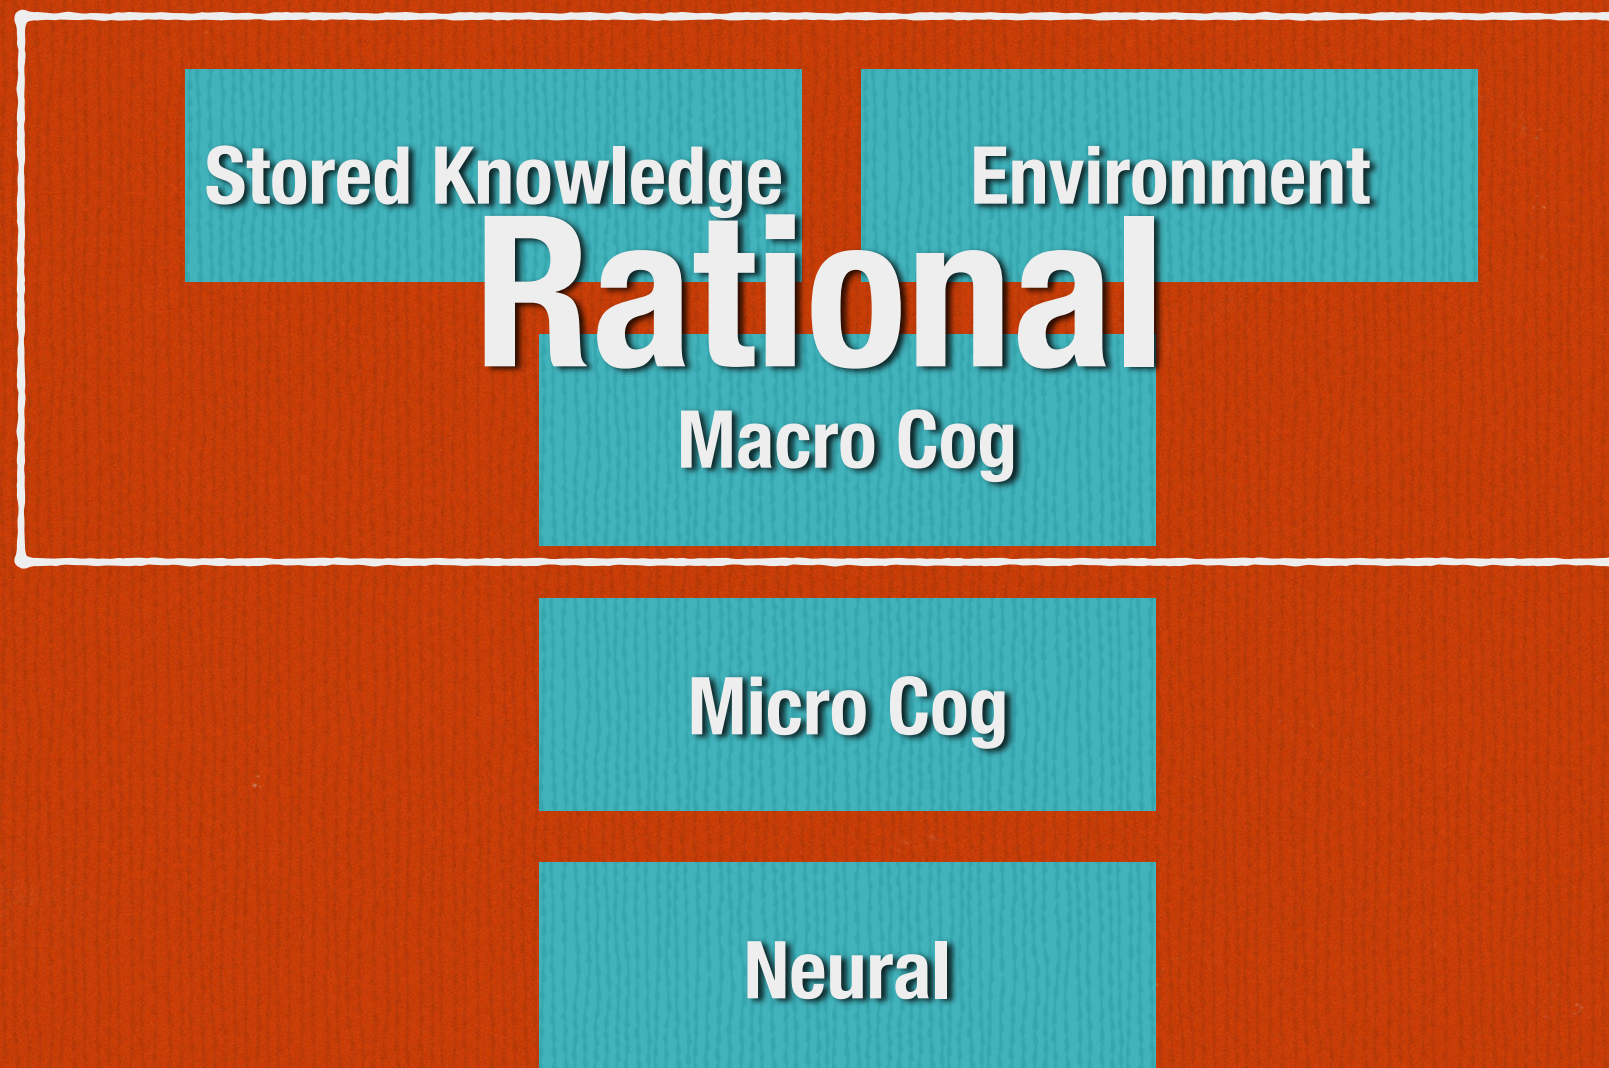 Stored Knowledge
Environment
Rational
Macro Cog
Micro Cog
Neural